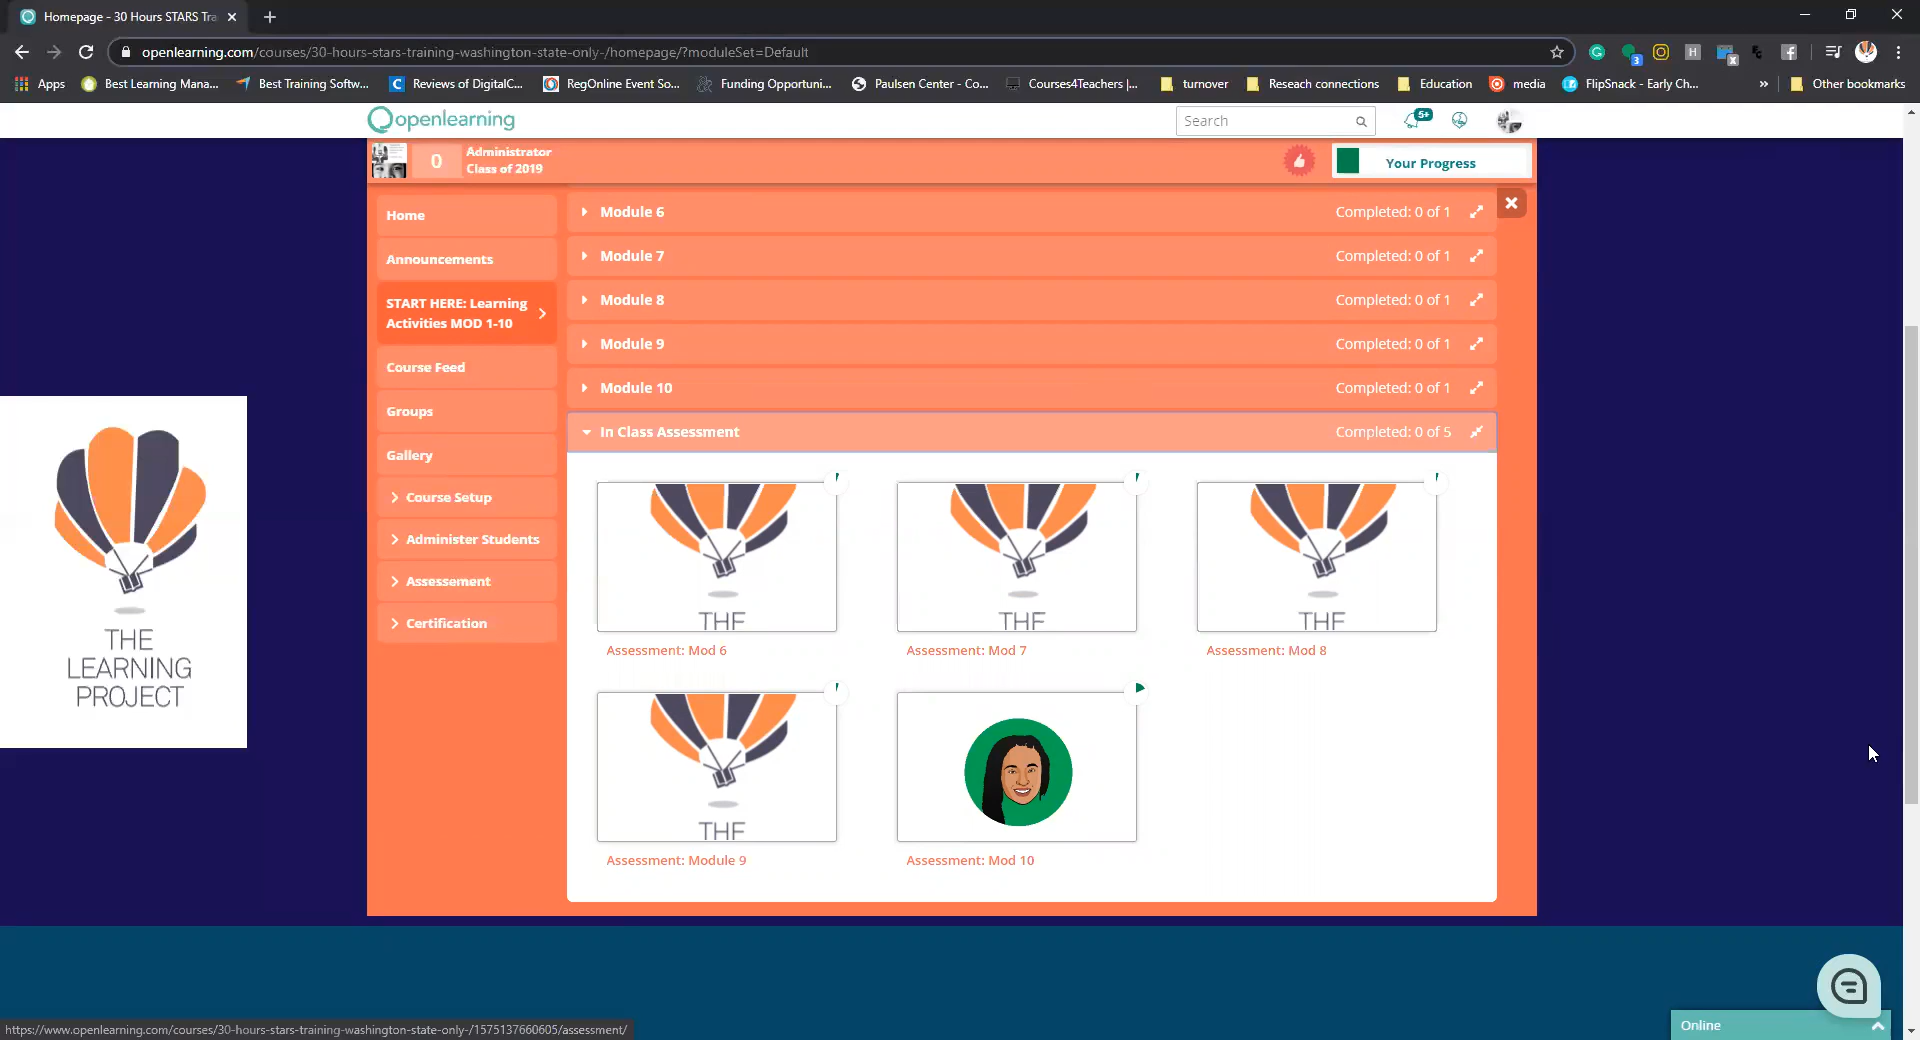 Homepage - 30 Hours STARS Tra
openlearning.com/courses/30-hours-stars-training-washington-state-only-/homepage/?moduleSet=Default
Apps
Best Learning Mana...
Best Training Softw...
Reviews of DigitalC...
RegOnline Event So...
Funding Opportuni...
Paulsen Center - Co...
Courses4Teachers |...
turnover
Reseach connections
Education
media
FlipSnack - Early Ch...
»
Other bookmarks
openlearning
Search
5+
0
Administrator
Class of 2019
Your Progress
Home
Announcements
START HERE: Learning
Activities MOD 1-10
Course Feed
Groups
Gallery
Course Setup
Administer Students
Assessement
Certification
Module 6 Completed: 0 of 1
Module 7 Completed: 0 of 1
Module 8 Completed: 0 of 1
Module 9 Completed: 0 of 1
Module 10 Completed: 0 of 1
In Class Assessment Completed: 0 of 5
THE
THE
THE
Assessment: Mod 6
Assessment: Mod 7
Assessment: Mod 8
THE
Assessment: Module 9
Assessment: Mod 10
THE
LEARNING
PROJECT
https://www.openlearning.com/courses/30-hours-stars-training-washington-state-only-/1575137660605/assessment/
Online